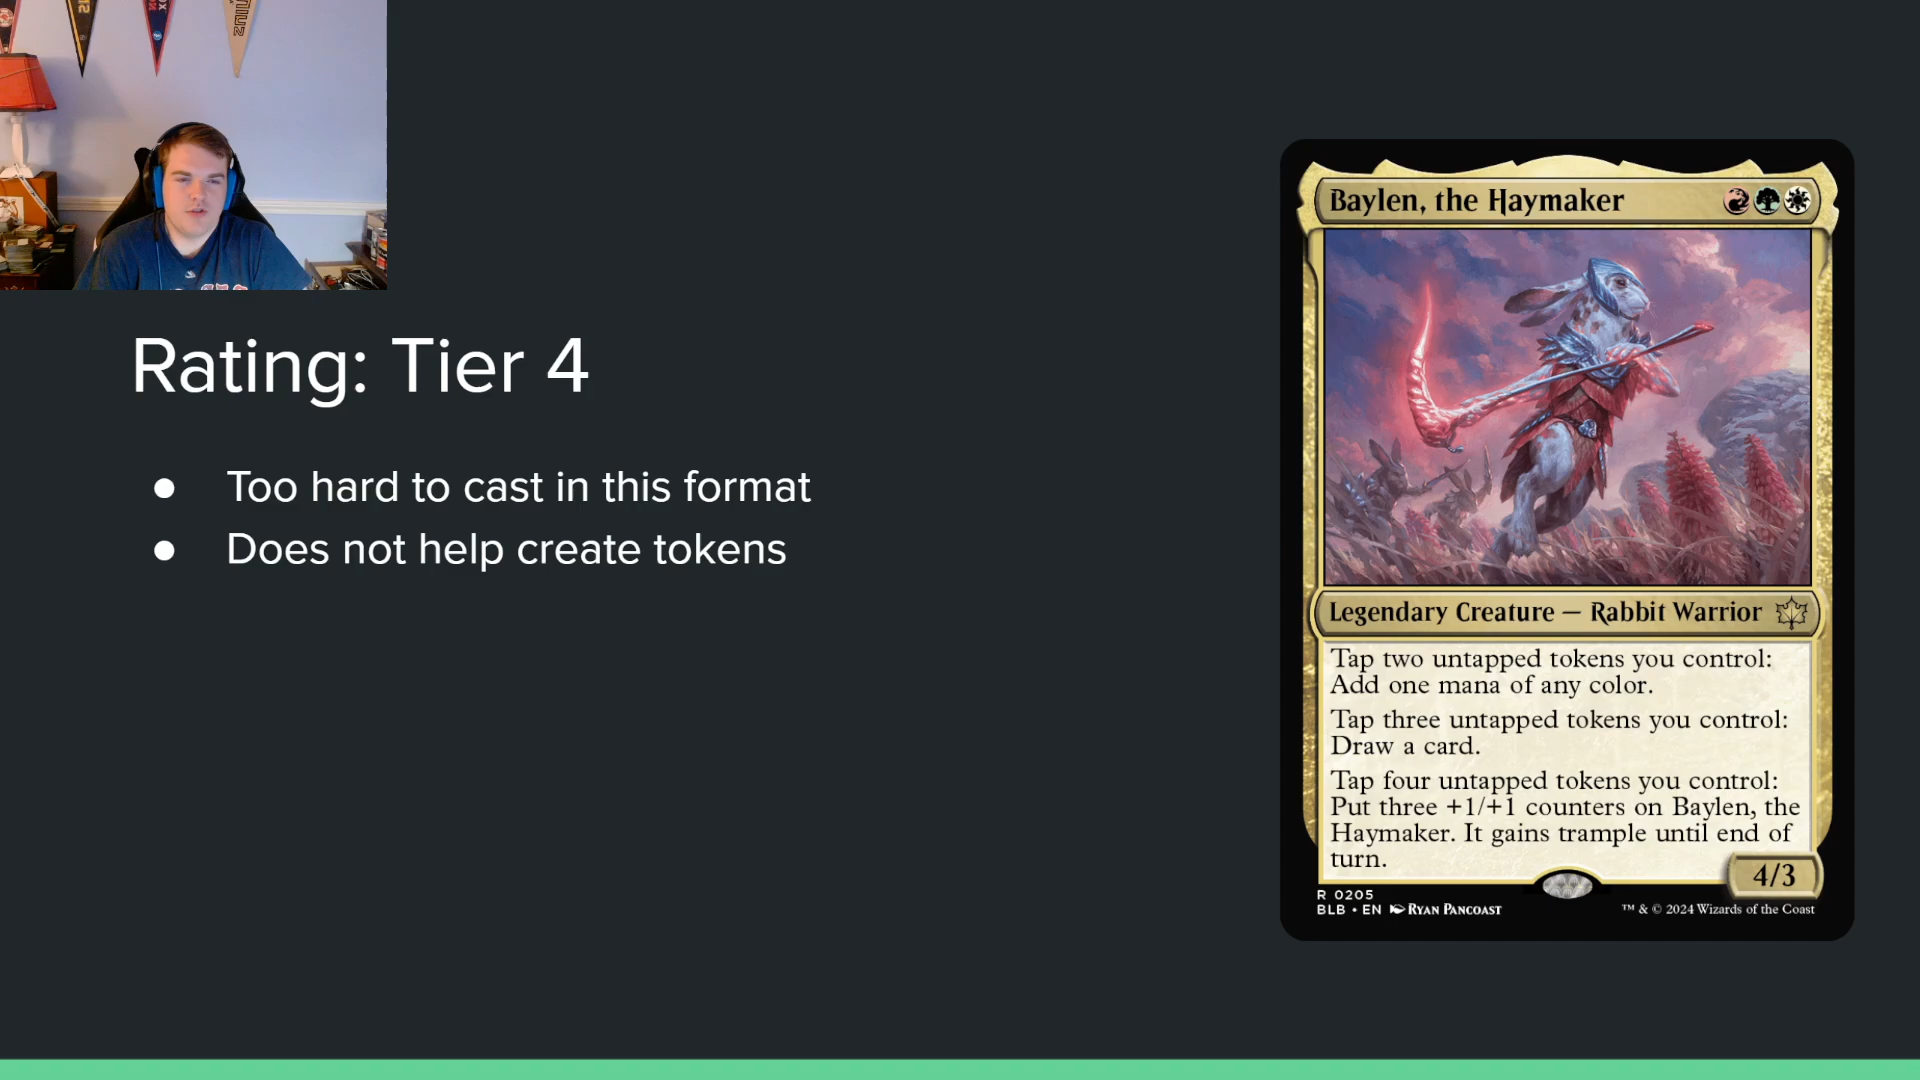 Rating: Tier 4
● Too hard to cast in this format
● Does not help create tokens
Baylen, the Haymaker
Legendary Creature — Rabbit Warrior
Tap two untapped tokens you control:
Add one mana of any color.
Tap three untapped tokens you control:
Draw a card.
Tap four untapped tokens you control:
Put three +1/+1 counters on Baylen, the
Haymaker. It gains trample until end of
turn.
4/3
R 0205
BLB • EN RYAN PANCOAST
™ & © 2024 Wizards of the Coast